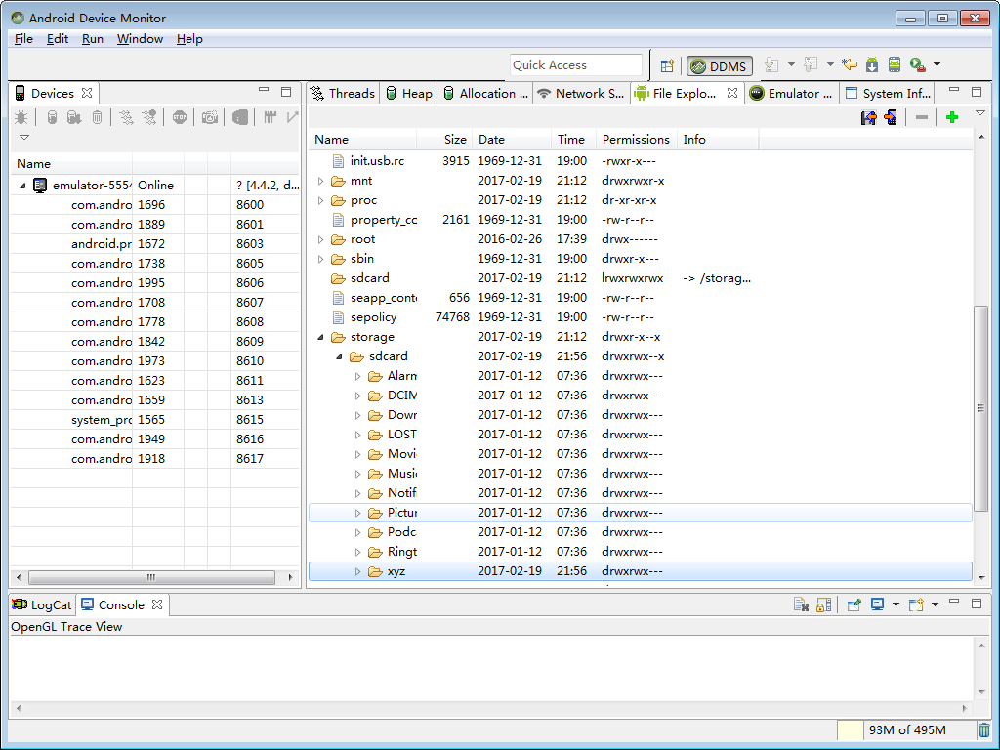 Android Device Monitor
File Edit Run Window Help
Quick Access DDMS
Devices Threads Heap Allocation ... Network S... File Explo... Emulator ... System Inf...
Name
emulator-5554 Online ? [4.4.2, d...
com.andro 1696 8600
com.andro 1889 8601
android.pr 1672 8603
com.andro 1738 8605
com.andro 1995 8606
com.andro 1708 8607
com.andro 1778 8608
com.andro 1842 8609
com.andro 1973 8610
com.andro 1623 8611
com.andro 1659 8613
system_prc 1565 8615
com.andro 1949 8616
com.andro 1918 8617
Name Size Date Time Permissions Info
init.usb.rc 3915 1969-12-31 19:00 -rwxr-x---
mnt 2017-02-19 21:12 drwxrwxr-x
proc 2017-02-19 21:12 dr-xr-xr-x
property_cc 2161 1969-12-31 19:00 -rw-r--r--
root 2016-02-26 17:39 drwx------
sbin 1969-12-31 19:00 drwxr-x---
sdcard 2017-02-19 21:12 lrwxrwxrwx -> /storag...
seapp_conte 656 1969-12-31 19:00 -rw-r--r--
sepolicy 74768 1969-12-31 19:00 -rw-r--r--
storage 2017-02-19 21:12 drwxr-x--x
sdcard 2017-02-19 21:56 drwxrwx--x
Alarm 2017-01-12 07:36 drwxrwx---
DCIM 2017-01-12 07:36 drwxrwx---
Down 2017-01-12 07:36 drwxrwx---
LOST 2017-01-12 07:36 drwxrwx---
Movi 2017-01-12 07:36 drwxrwx---
Music 2017-01-12 07:36 drwxrwx---
Notif 2017-01-12 07:36 drwxrwx---
Pictur 2017-01-12 07:36 drwxrwx---
Podc 2017-01-12 07:36 drwxrwx---
Ringt 2017-01-12 07:36 drwxrwx---
xyz 2017-02-19 21:56 drwxrwx---
LogCat Console
OpenGL Trace View
93M of 495M